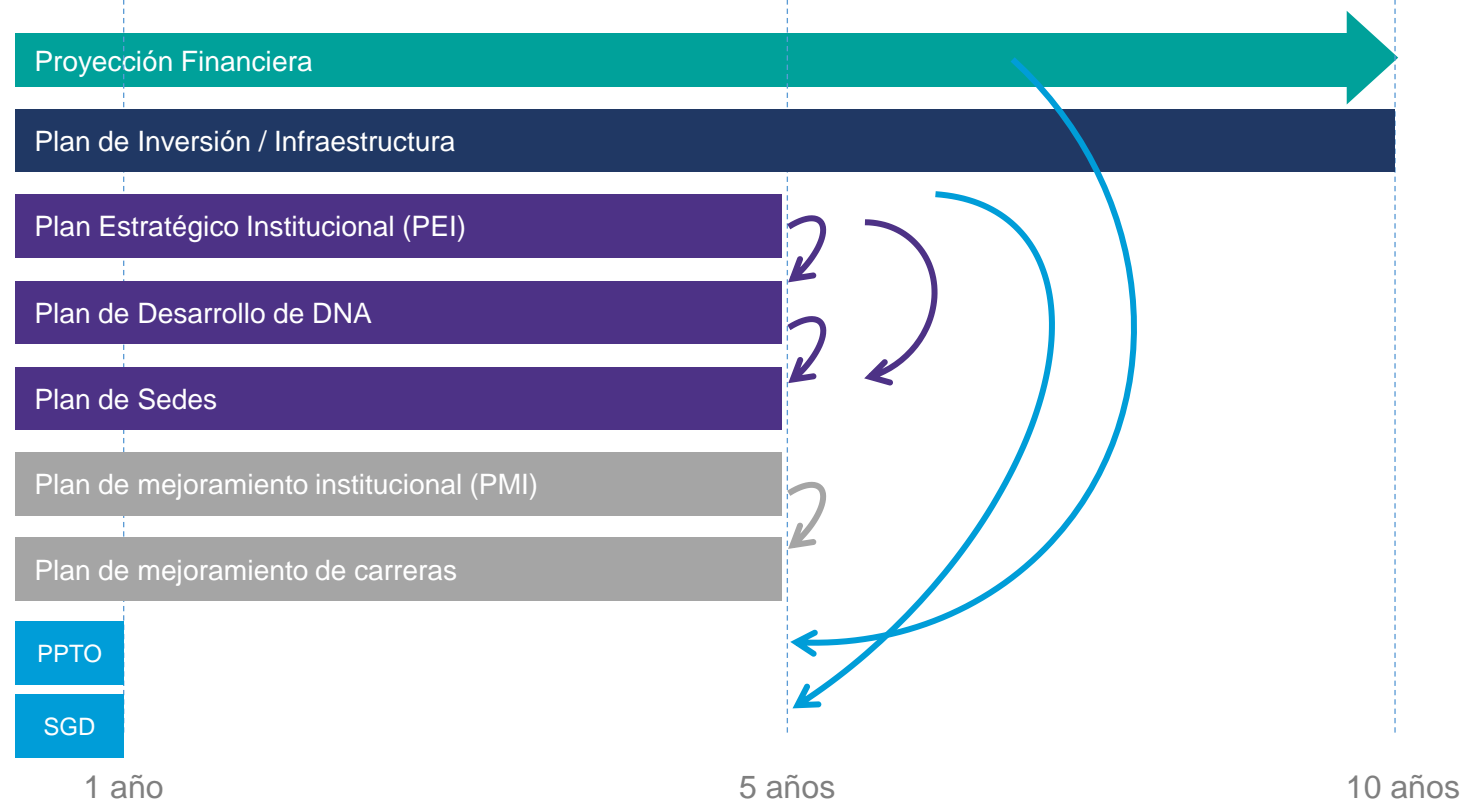 Proyección Financiera
Plan de Inversión / Infraestructura
Plan Estratégico Institucional (PEI)
Plan de Desarrollo de DNA
Plan de Sedes
Plan de mejoramiento institucional (PMI)
Plan de mejoramiento de carreras
PPTO
SGD
1 año
5 años
10 años